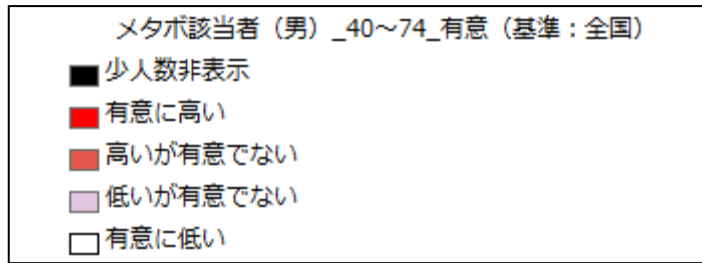 メタボ該当者（男）_40～74_有意（基準：全国）
少人数非表示
有意に高い
高いが有意でない
低いが有意でない
有意に低い